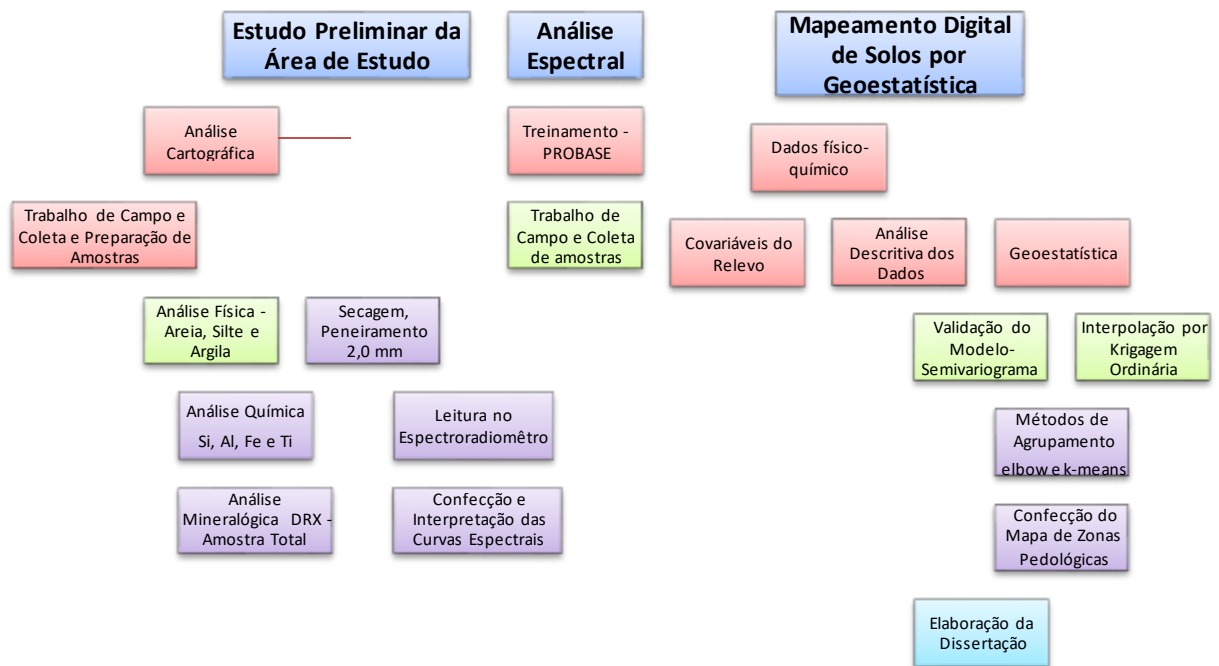 Estudo Preliminar da
Área de Estudo
Análise
Espectral
Mapeamento Digital
de Solos por
Geoestatística
Análise
Cartográfica
Treinamento -
PROBASE
Dados físico-
químico
Trabalho de Campo e
Coleta e Preparação de
Amostras
Trabalho de
Campo e Coleta
de amostras
Covariáveis do
Relevo
Análise
Descritiva dos
Dados
Geoestatística
Análise Física -
Areia, Silte e
Argila
Secagem,
Peneiramento
2,0 mm
Validação do
Modelo-
Semivariograma
Interpolação por
Krigagem
Ordinária
Análise Química
Si, Al, Fe e Ti
Leitura no
Espectroradiomêtro
Métodos de
Agrupamento
elbow e k-means
Análise
Mineralógica DRX -
Amostra Total
Confecção e
Interpretação das
Curvas Espectrais
Confecção do
Mapa de Zonas
Pedológicas
Elaboração da
Dissertação